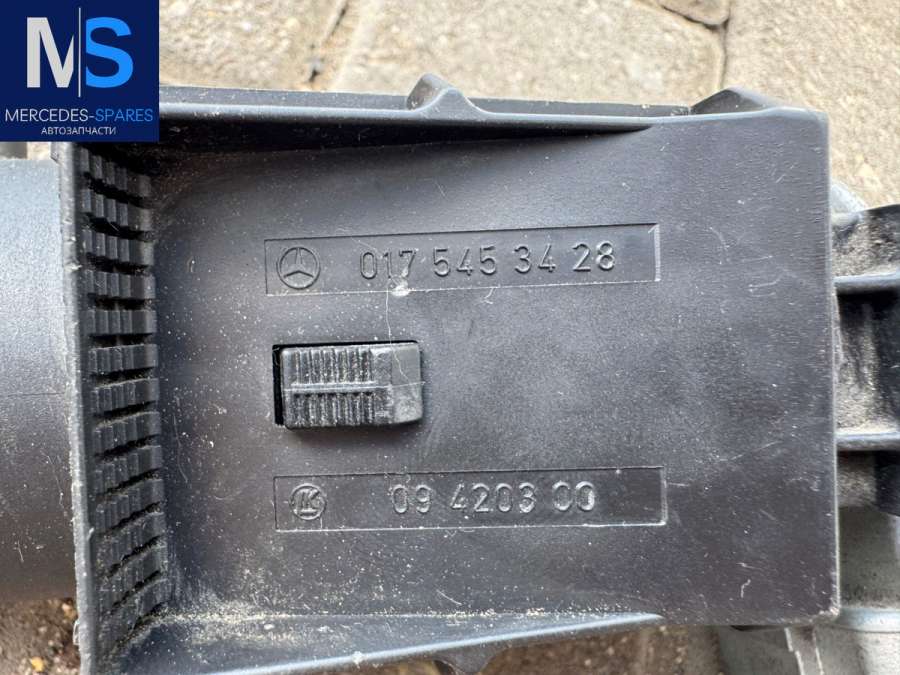 MS
MERCEDES-SPARES
АВТОЗАПЧАСТИ
017 545 34 28
09 4203 00